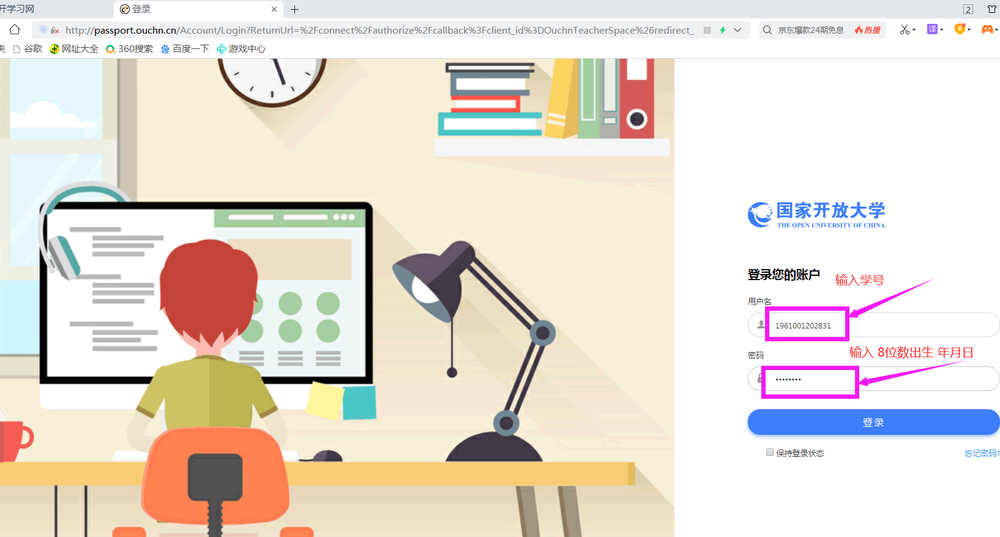 开学习网
登录
2
http://passport.ouchn.cn/Account/Login?ReturnUrl=%2Fconnect%2Fauthorize%2Fcallback%3Fclient_id%3DOuchnTeacherSpace%26redirect_
京东爆款24期免息
热搜
译
夹
谷歌
网址大全
360搜索
百度一下
游戏中心
国家开放大学
THE OPEN UNIVERSITY OF CHINA
登录您的账户
输入学号
用户名
1961001202831
输入 8位数出生 年月日
密码
••••••••
登录
保持登录状态
忘记密码?